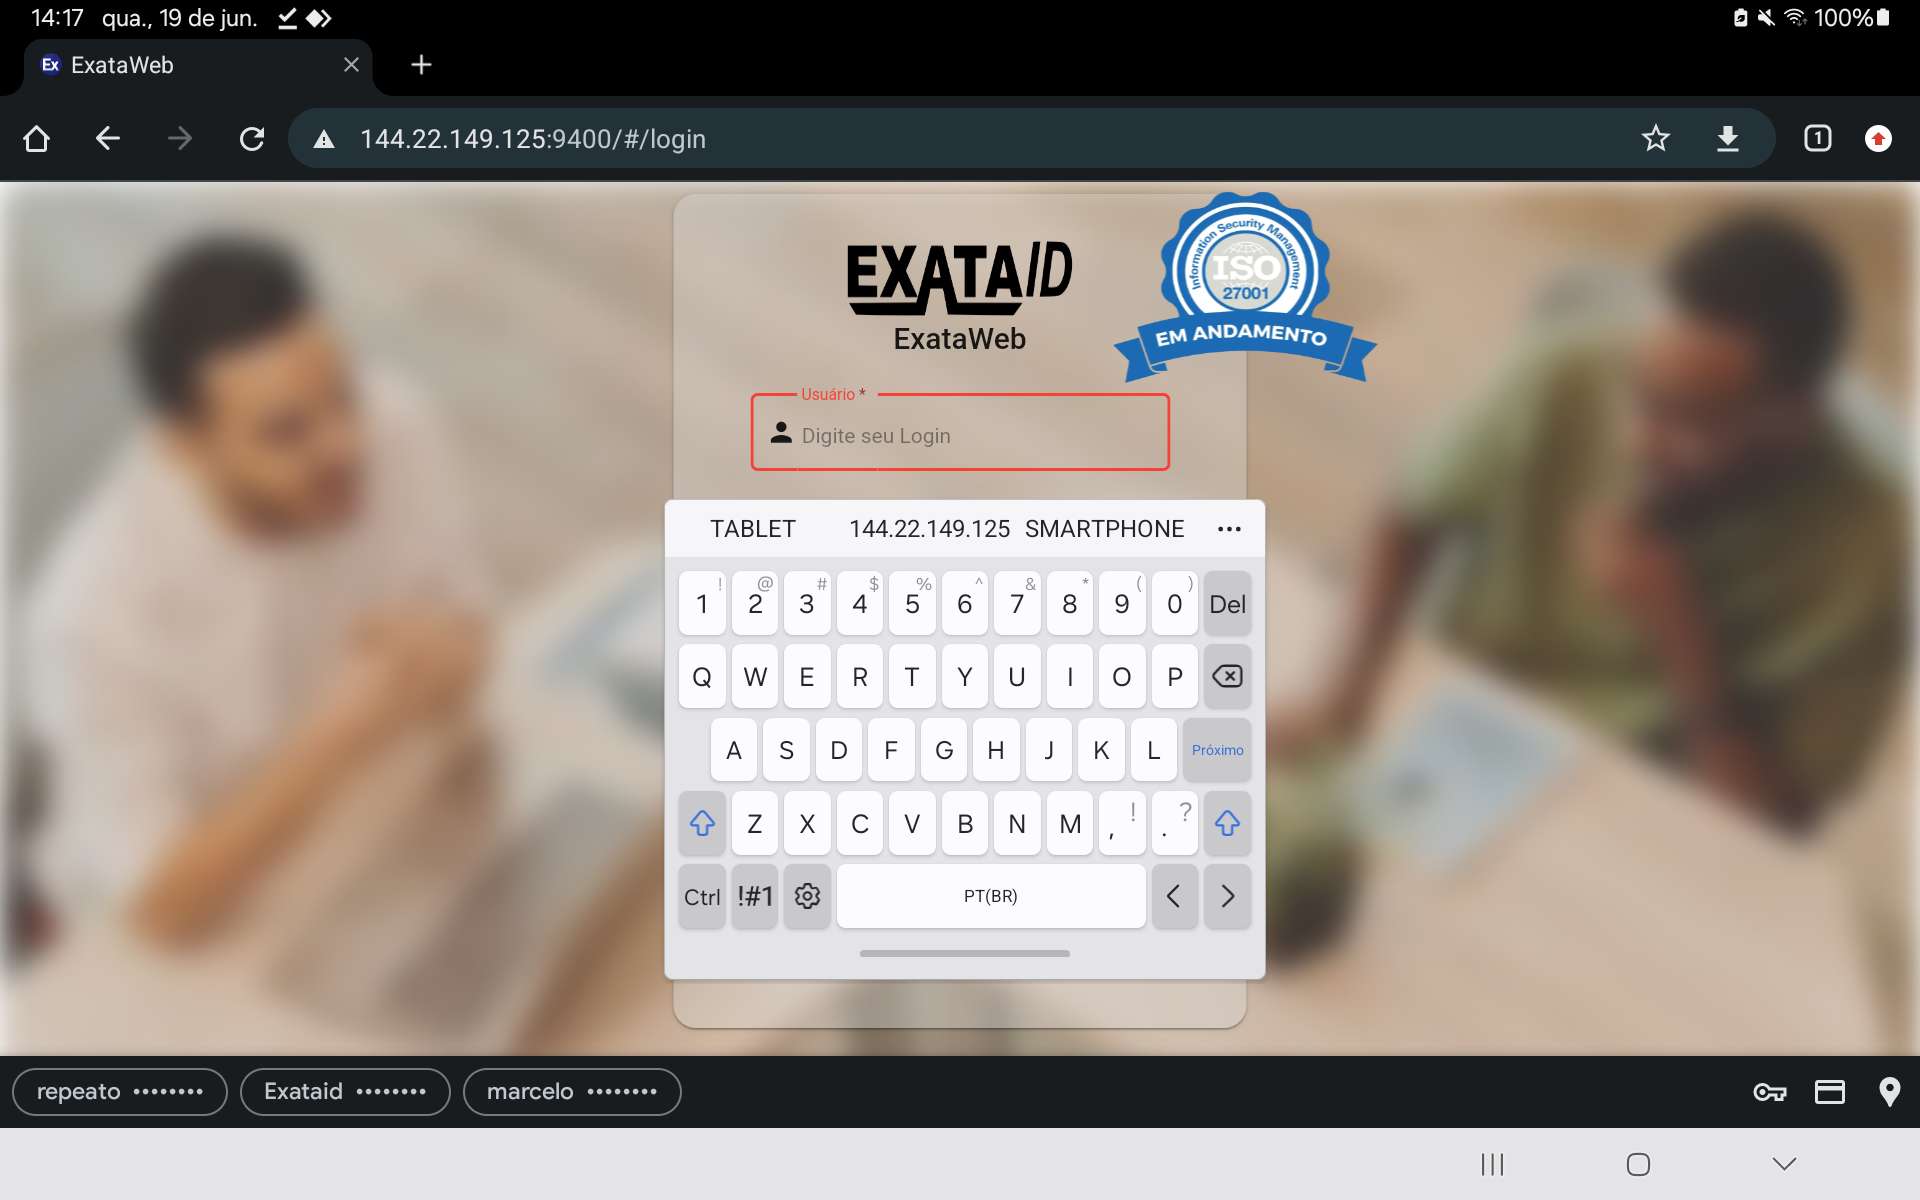 14:17 qua., 19 de jun. 100%
Ex ExataWeb
144.22.149.125:9400/#/login 1
EXATAID
ExataWeb
Information Security Management
ISO
27001
EM ANDAMENTO
Usuário *
Digite seu Login
TABLET 144.22.149.125 SMARTPHONE ...
! @ # $ % ^ & * ( )
1 2 3 4 5 6 7 8 9 0 Del
Q W E R T Y U I O P
A S D F G H J K L Próximo
Z X C V B N M , ! . ?
Ctrl !#1 PT(BR) < >
repeato •••••••• Exataid •••••••• marcelo ••••••••